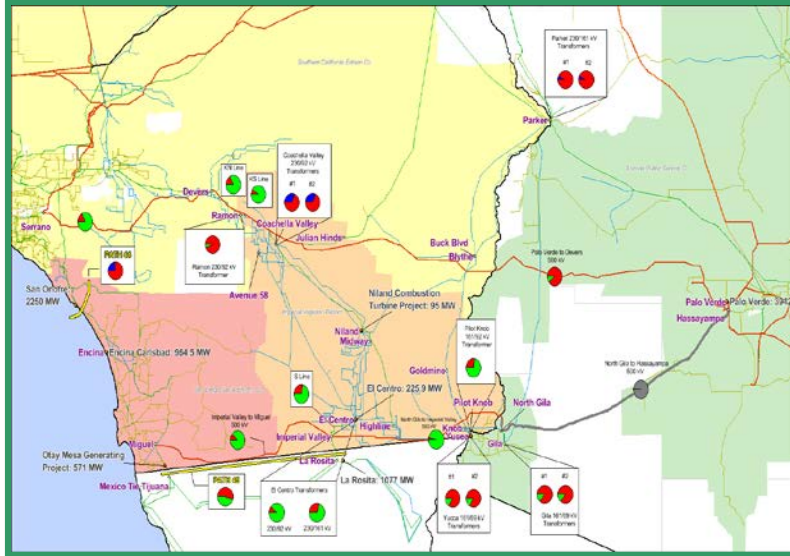 Parker 230/161 kV
Transformers
#1 #2
Southern California Edison Co
Parker
Coachella Valley
230/92 kV
Transformers
#1 #2
KN Line
KS Line
Devers
Ramon
Coachella Valley
Julian Hinds
Serrano
Buck Blvd
Blythe
Palo Verde to Devers
500 kV
PATH 44
Ramon 230/92 kV
Transformer
Avenue 58
San Onofre:
2250 MW
Niland Combustion
Turbine Project: 95 MW
Palo Verde
Palo Verde: 3942
Hassayampa
Niland
Midway
Pilot Knob
161/92 kV
Transformer
Encina
Encina Carlsbad: 964.5 MW
North Gila to Hassayampa
500 kV
Goldmine
S Line
El Centro: 225.9 MW
Pilot Knob
North Gila
Imperial Valley to Miguel
500 kV
El Centro
Highline
Knob
Yucca
Gila
Imperial Valley
Miguel
Otay Mesa Generating
Project: 571 MW
La Rosita
La Rosita: 1077 MW
Mexico Tie
Tijuana
PATH 45
El Centro Transformers
230/92 kV 230/161 kV
#1 #2
Yucca 161/69 kV
Transformers
#1 #2
Gila 161/69 kV
Transformers